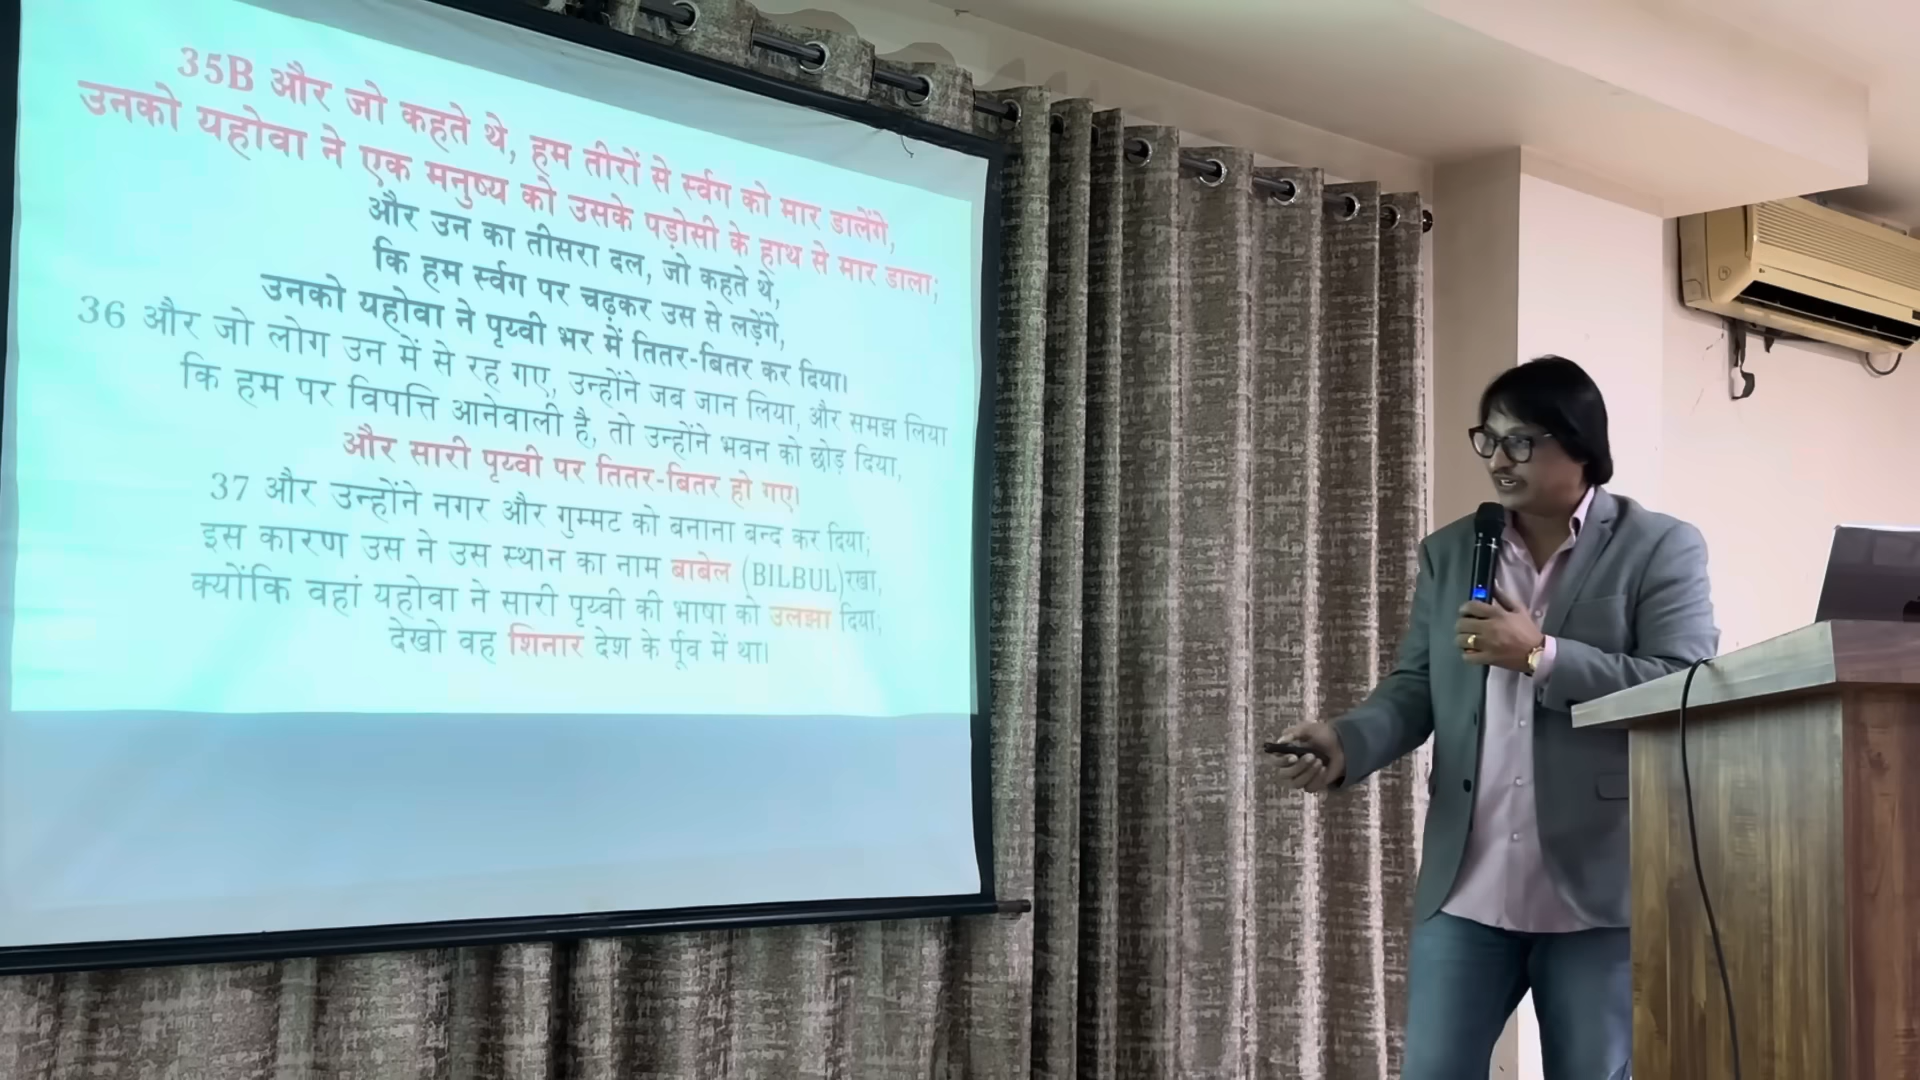 35B और जो कहते थे, हम तीरों से र्स्वग को मार डालेंगे,
उनको यहोवा ने एक मनुष्य को उसके पड़ोसी के हाथ से मार डाला;
और उन का तीसरा दल, जो कहते थे,
कि हम र्स्वग पर चढ़कर उस से लड़ेंगे,
उनको यहोवा ने पृय्वी भर में तितर-बितर कर दिया।
36 और जो लोग उन में से रह गए, उन्होंने जब जान लिया, और समझ लिया
कि हम पर विपत्ति आनेवाली है, तो उन्होंने भवन को छोड़ दिया,
और सारी पृय्वी पर तितर-बितर हो गए।
37 और उन्होंने नगर और गुम्मट को बनाना बन्द कर दिया;
इस कारण उस ने उस स्थान का नाम बाबेल (BILBUL)रखा,
क्योंकि वहां यहोवा ने सारी पृय्वी की भाषा को उलझा दिया;
देखो वह शिनार देश के र्पूव में था।